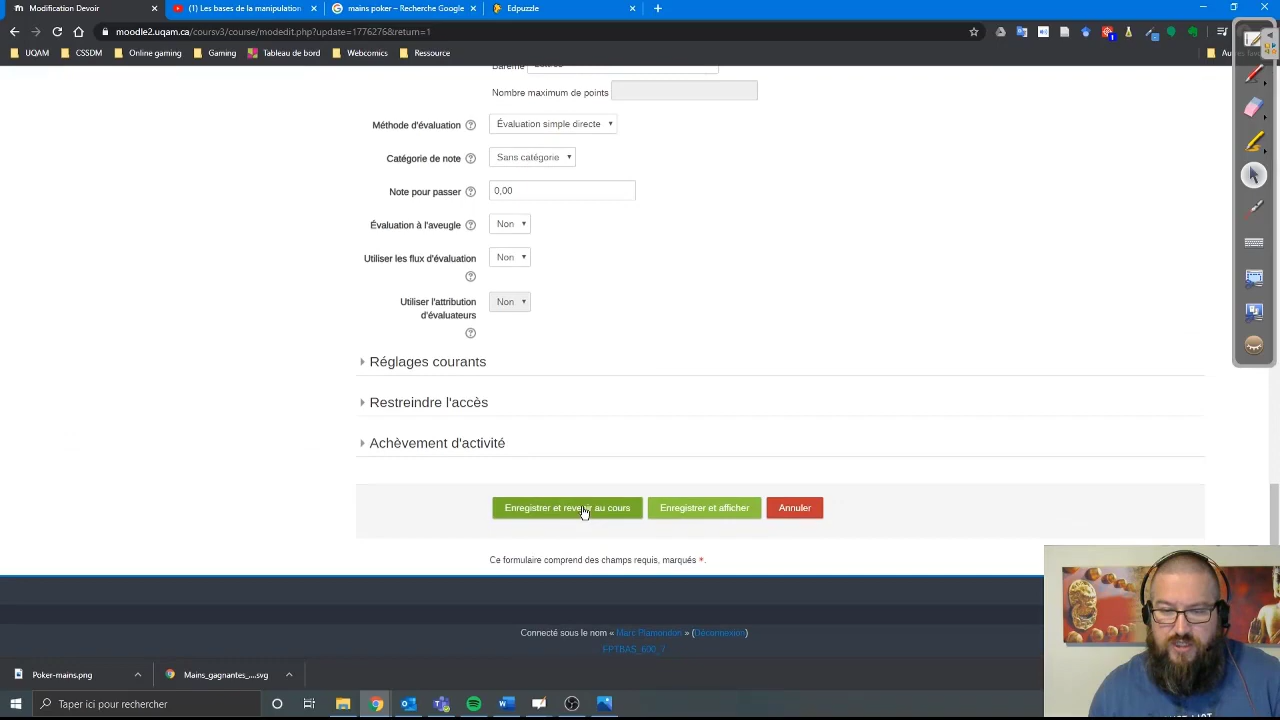 Modification Devoir
(1) Les bases de la manipulation
mains poker – Recherche Google
Edpuzzle
moodle2.uqam.ca/coursv3/course/modedit.php?update=1776276&return=1
UQAM
CSSDM
Online gaming
Gaming
Tableau de bord
Webcomics
Ressource
Nombre maximum de points
Méthode d'évaluation
Évaluation simple directe
Catégorie de note
Sans catégorie
Note pour passer
0,00
Évaluation à l'aveugle
Non
Utiliser les flux d'évaluation
Non
Utiliser l'attribution
d'évaluateurs
Non
Réglages courants
Restreindre l'accès
Achèvement d'activité
Enregistrer et revenir au cours
Enregistrer et afficher
Annuler
Ce formulaire comprend des champs requis, marqués *.
Connecté sous le nom « Marc Plamondon » (Déconnexion)
FPTBAS_600_7
Poker-mains.png
Mains_gagnantes_....svg
Taper ici pour rechercher